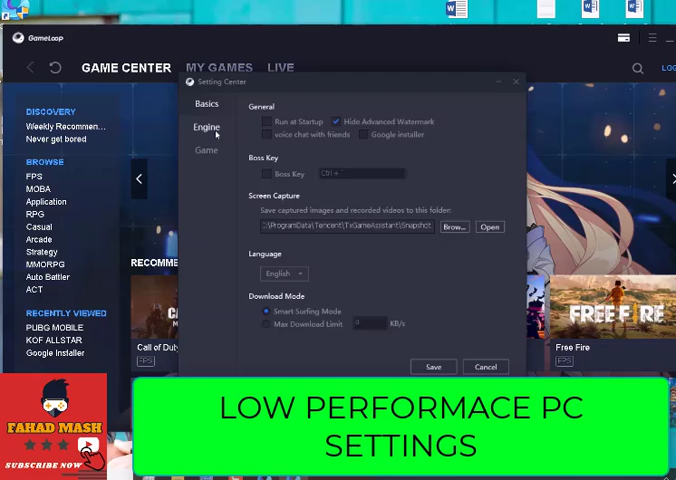 GameLoop
GAME CENTER
MY GAMES
LIVE
LOG
Setting Center
DISCOVERY
Weekly Recommen...
Never get bored
BROWSE
FPS
MOBA
Application
RPG
Casual
Arcade
Strategy
MMORPG
Auto Battler
ACT
RECENTLY VIEWED
PUBG MOBILE
KOF ALLSTAR
Google Installer
Basics
Engine
Game
General
Run at Startup
Hide Advanced Watermark
voice chat with friends
Google installer
Boss Key
Boss Key
Ctrl +
Screen Capture
Save captured images and recorded videos to this folder:
:\ProgramData\Tencent\TxGameAssistant\Snapshot
Brow...
Open
Language
English
Download Mode
Smart Surfing Mode
Max Download Limit
0
KB/s
Save
Cancel
RECOMM
Call of Duty
FPS
FREE FIRE
Free Fire
FPS
FAHAD MASH
SUBSCRIBE NOW
LOW PERFORMACE PC
SETTINGS